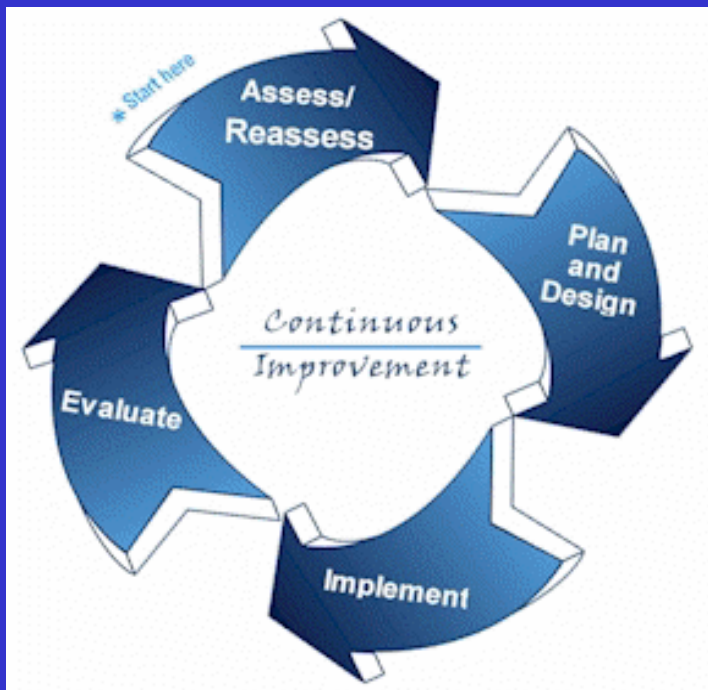 * Start here
Assess/
Reassess
Plan
and
Design
Continuous
Improvement
Evaluate
Implement